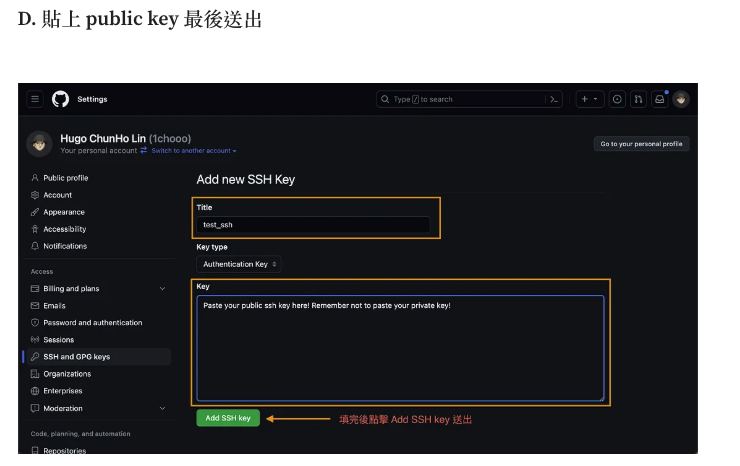 D. 貼上 public key 最後送出
Settings
Type / to search
Hugo ChunHo Lin (1chooo)
Your personal account Switch to another account
Go to your personal profile
Public profile
Account
Appearance
Accessibility
Notifications
Access
Billing and plans
Emails
Password and authentication
Sessions
SSH and GPG keys
Organizations
Enterprises
Moderation
Code, planning, and automation
Repositories
Add new SSH Key
Title
test_ssh
Key type
Authentication Key
Key
Paste your public ssh key here! Remember not to paste your private key!
Add SSH key
填完後點擊 Add SSH key 送出